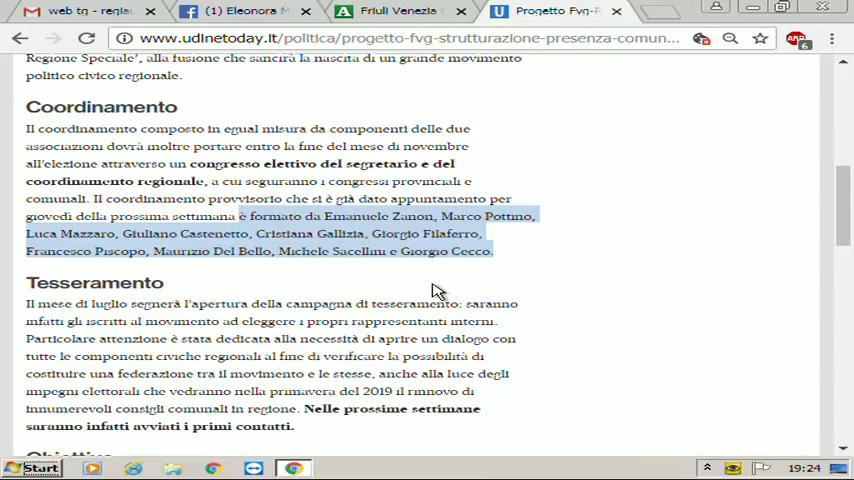 web tg - regiau
(1) Eleonora M
Friuli Venezia G
Progetto Fvg-R
www.udinetoday.it/politica/progetto-fvg-strutturazione-presenza-comun...
6
Regione Speciale', alla fusione che sancirà la nascita di un grande movimento
politico civico regionale.
Coordinamento
Il coordinamento composto in egual misura da componenti delle due
associazioni dovrà inoltre portare entro la fine del mese di novembre
all'elezione attraverso un congresso elettivo del segretario e del
coordinamento regionale, a cui seguiranno i congressi provinciali e
comunali. Il coordinamento provvisorio che si è già dato appuntamento per
giovedì della prossima settimana è formato da Emanuele Zanon, Marco Pottino,
Luca Mazzaro, Giuliano Castenetto, Cristiana Gallizia, Giorgio Filaferro,
Francesco Piscopo, Maurizio Del Bello, Michele Sacellini e Giorgio Cecco.
Tesseramento
Il mese di luglio segnerà l'apertura della campagna di tesseramento: saranno
infatti gli iscritti al movimento ad eleggere i propri rappresentanti interni.
Particolare attenzione è stata dedicata alla necessità di aprire un dialogo con
tutte le componenti civiche regionali al fine di verificare la possibilità di
costituire una federazione tra il movimento e le stesse, anche alla luce degli
impegni elettorali che vedranno nella primavera del 2019 il rinnovo di
innumerevoli consigli comunali in regione. Nelle prossime settimane
saranno infatti avviati i primi contatti.
Start
19:24